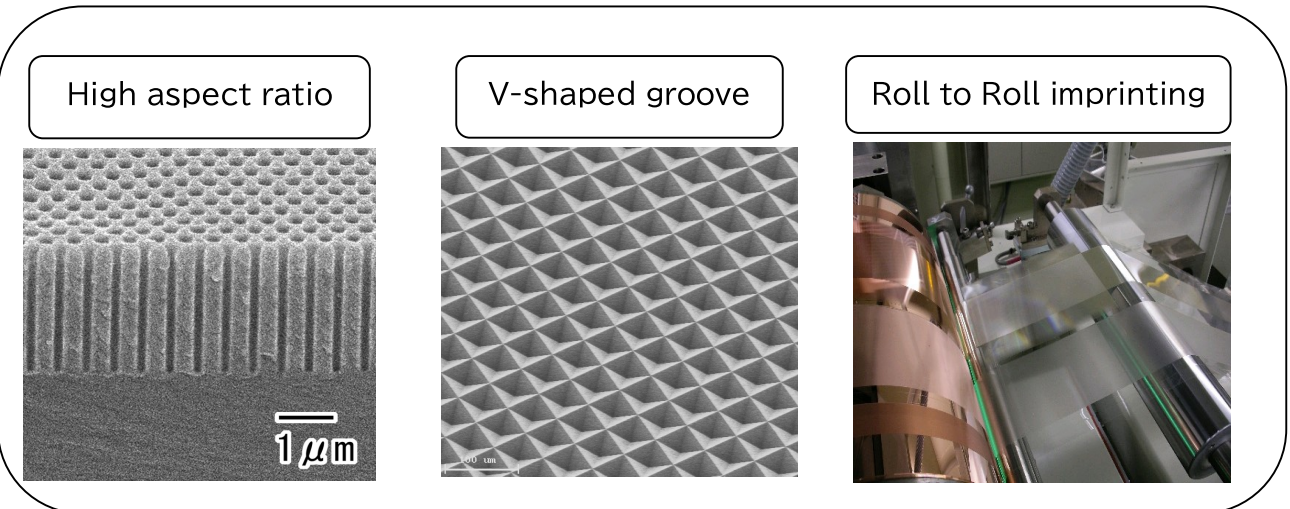 High aspect ratio
V-shaped groove
Roll to Roll imprinting
1 μm